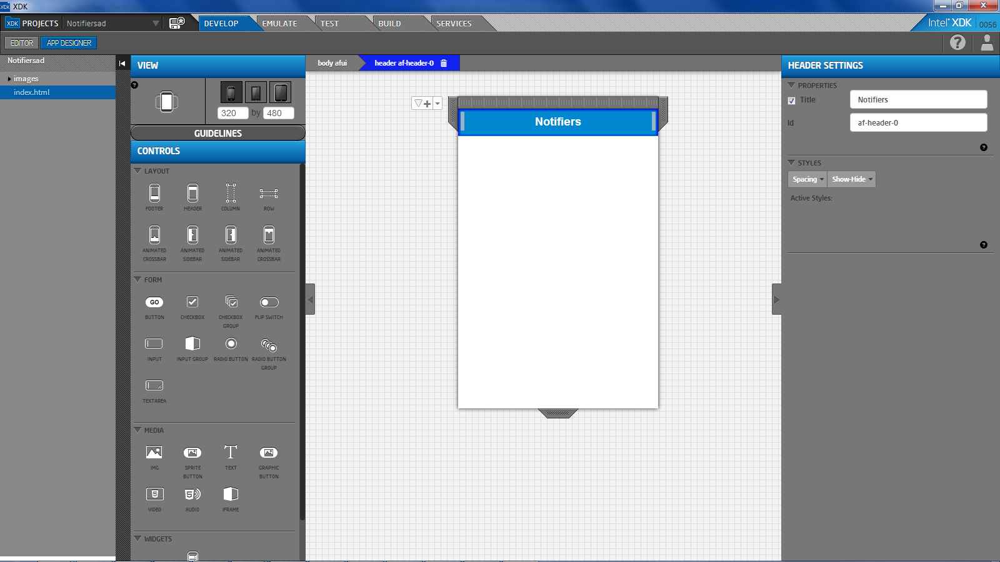 XDK XDK
XDK PROJECTS Notifiersad DEVELOP EMULATE TEST BUILD SERVICES Intel® XDK 0056
EDITOR APP DESIGNER ?
Notifiersad
images
index.html
VIEW
?
320 by 480
GUIDELINES
CONTROLS
LAYOUT
FOOTER HEADER COLUMN ROW
ANIMATED CROSSBAR ANIMATED SIDEBAR ANIMATED SIDEBAR ANIMATED CROSSBAR
FORM
GO
BUTTON CHECKBOX CHECKBOX GROUP FLIP SWITCH
INPUT INPUT GROUP RADIO BUTTON RADIO BUTTON GROUP
TEXTAREA
MEDIA
T
IMG SPRITE BUTTON TEXT GRAPHIC BUTTON
5 5
VIDEO AUDIO IFRAME
WIDGETS
body afui header af-header-0
Notifiers
HEADER SETTINGS
PROPERTIES
Title Notifiers
Id af-header-0
?
STYLES
Spacing Show-Hide
Active Styles:
?